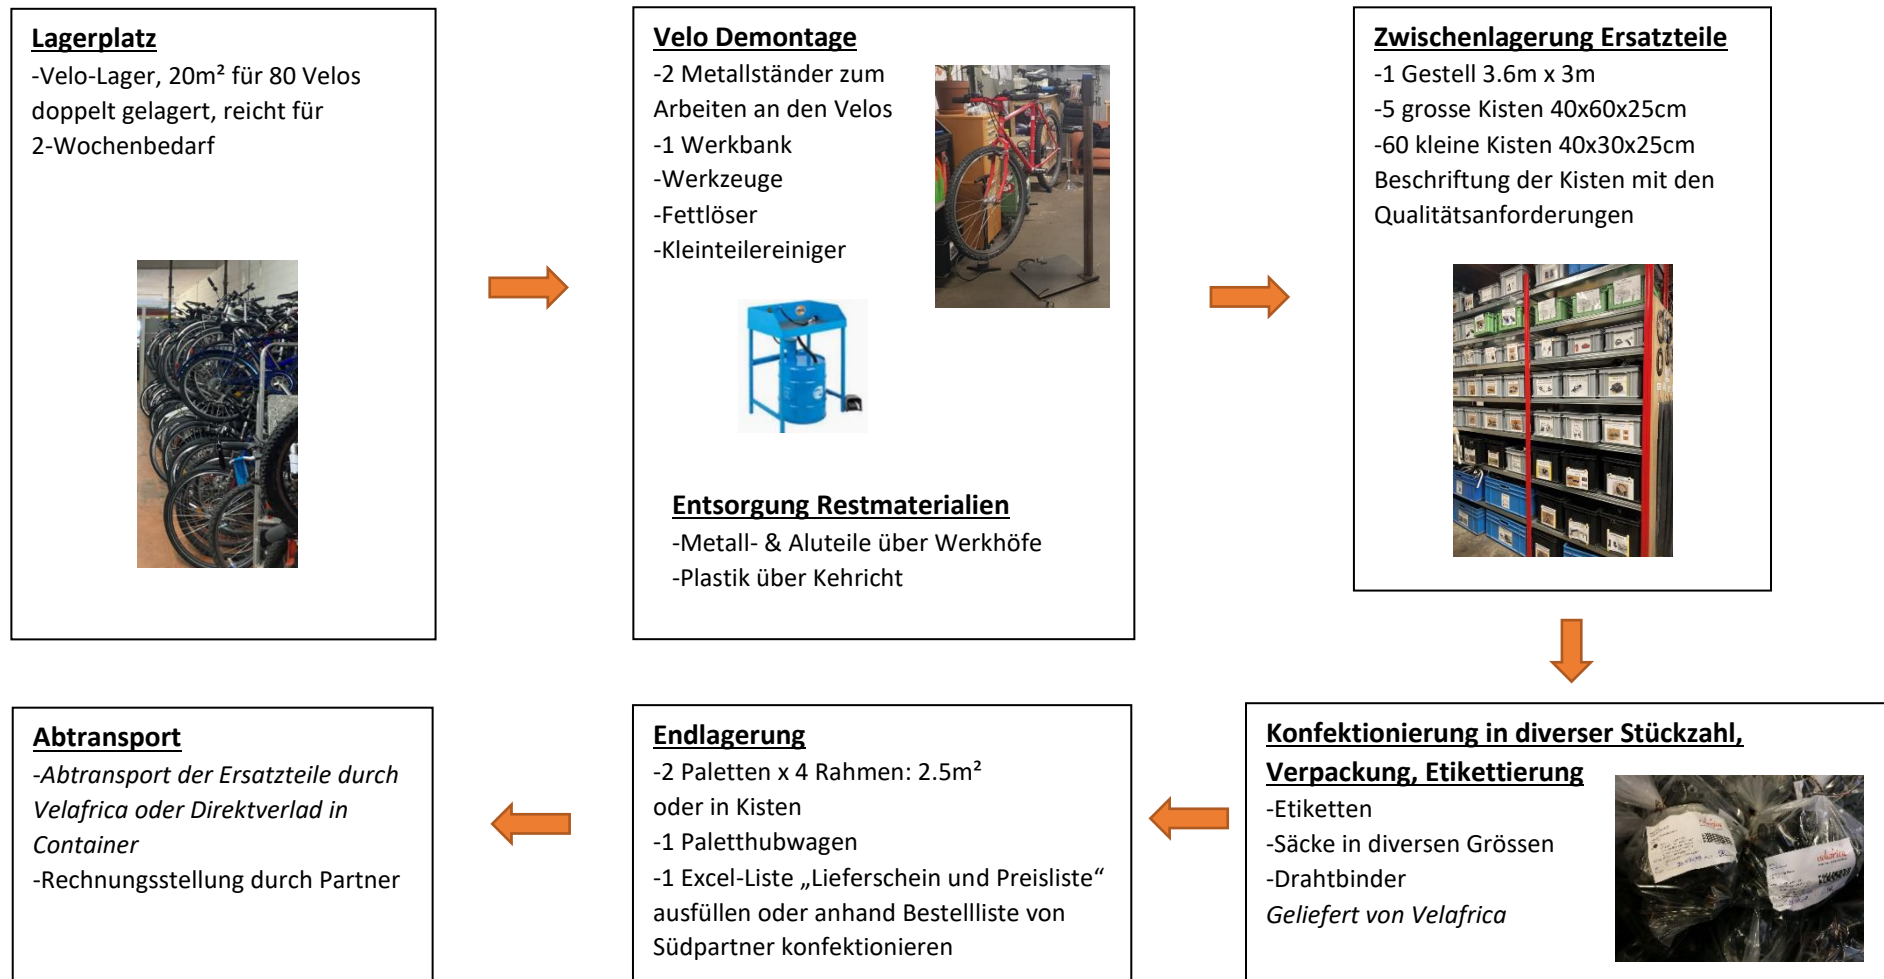 Lagerplatz
-Velo-Lager, 20m² für 80 Velos
doppelt gelagert, reicht für
2-Wochenbedarf
Velo Demontage
-2 Metallständer zum
Arbeiten an den Velos
-1 Werkbank
-Werkzeuge
-Fettlöser
-Kleinteilereiniger
Entsorgung Restmaterialien
-Metall- & Aluteile über Werkhöfe
-Plastik über Kehricht
Zwischenlagerung Ersatzteile
-1 Gestell 3.6m x 3m
-5 grosse Kisten 40x60x25cm
-60 kleine Kisten 40x30x25cm
Beschriftung der Kisten mit den
Qualitätsanforderungen
Konfektionierung in diverser Stückzahl,
Verpackung, Etikettierung
-Etiketten
-Säcke in diversen Grössen
-Drahtbinder
Geliefert von Velafrica
Endlagerung
-2 Paletten x 4 Rahmen: 2.5m²
oder in Kisten
-1 Paletthubwagen
-1 Excel-Liste „Lieferschein und Preisliste“
ausfüllen oder anhand Bestellliste von
Südpartner konfektionieren
Abtransport
-Abtransport der Ersatzteile durch
Velafrica oder Direktverlad in
Container
-Rechnungsstellung durch Partner